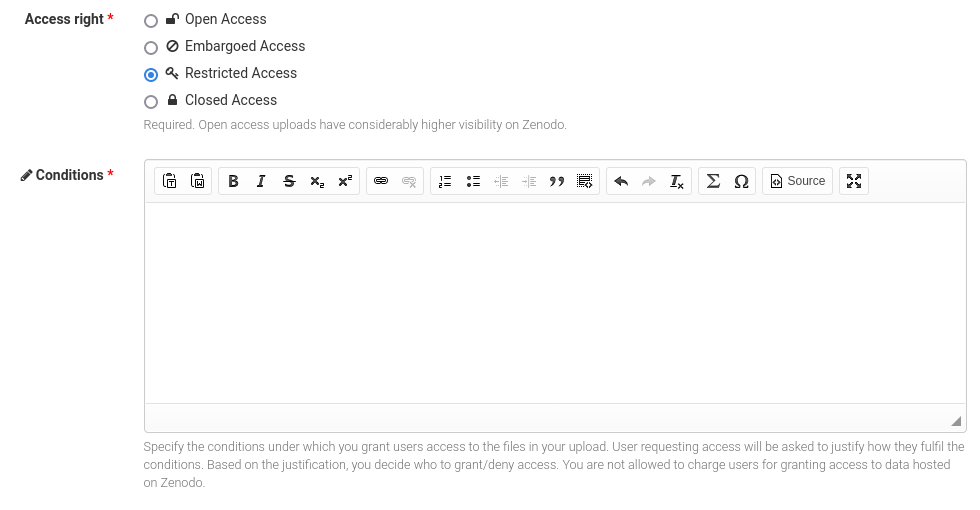 Access right *
Open Access
Embargoed Access
Restricted Access
Closed Access
Required. Open access uploads have considerably higher visibility on Zenodo.
Conditions *
B I S x₂ x² Source
Specify the conditions under which you grant users access to the files in your upload. User requesting access will be asked to justify how they fulfil the
conditions. Based on the justification, you decide who to grant/deny access. You are not allowed to charge users for granting access to data hosted
on Zenodo.